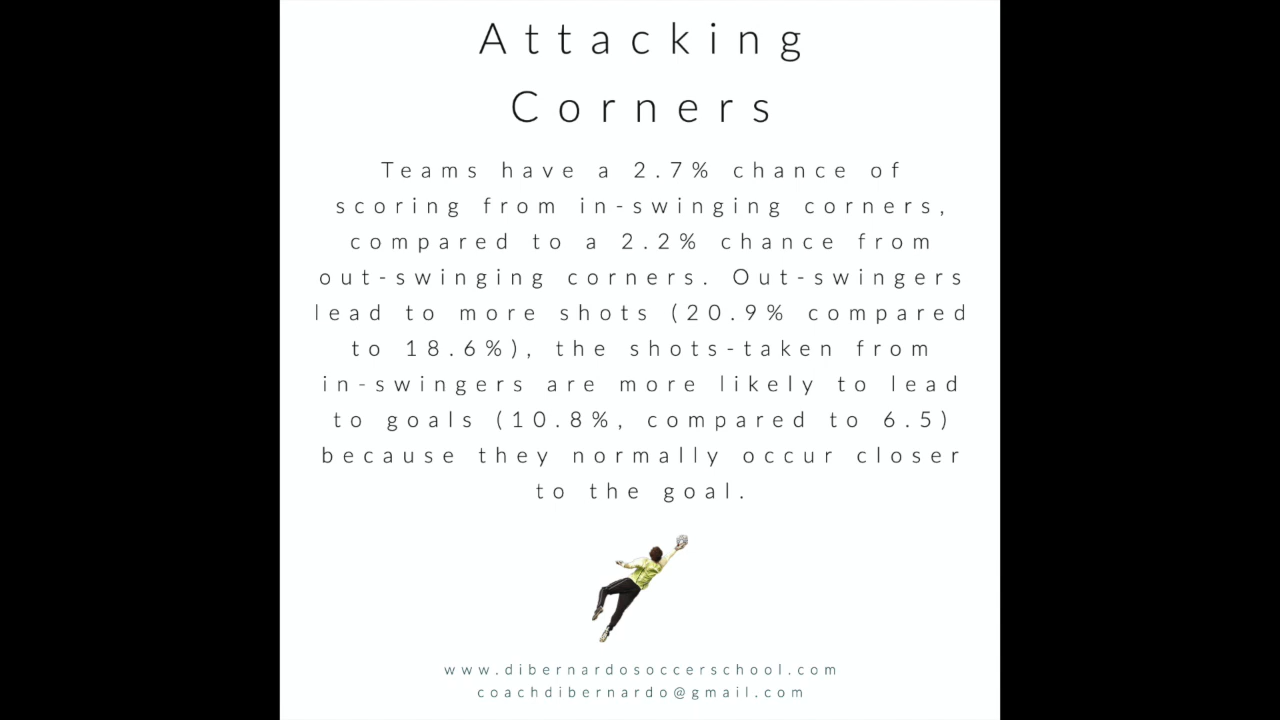 Attacking
Corners
Teams have a 2.7% chance of
scoring from in-swinging corners,
compared to a 2.2% chance from
out-swinging corners. Out-swingers
lead to more shots (20.9% compared
to 18.6%), the shots-taken from
in-swingers are more likely to lead
to goals (10.8%, compared to 6.5)
because they normally occur closer
to the goal.
www.dibernardosoccerschool.com
coachdibernardo@gmail.com